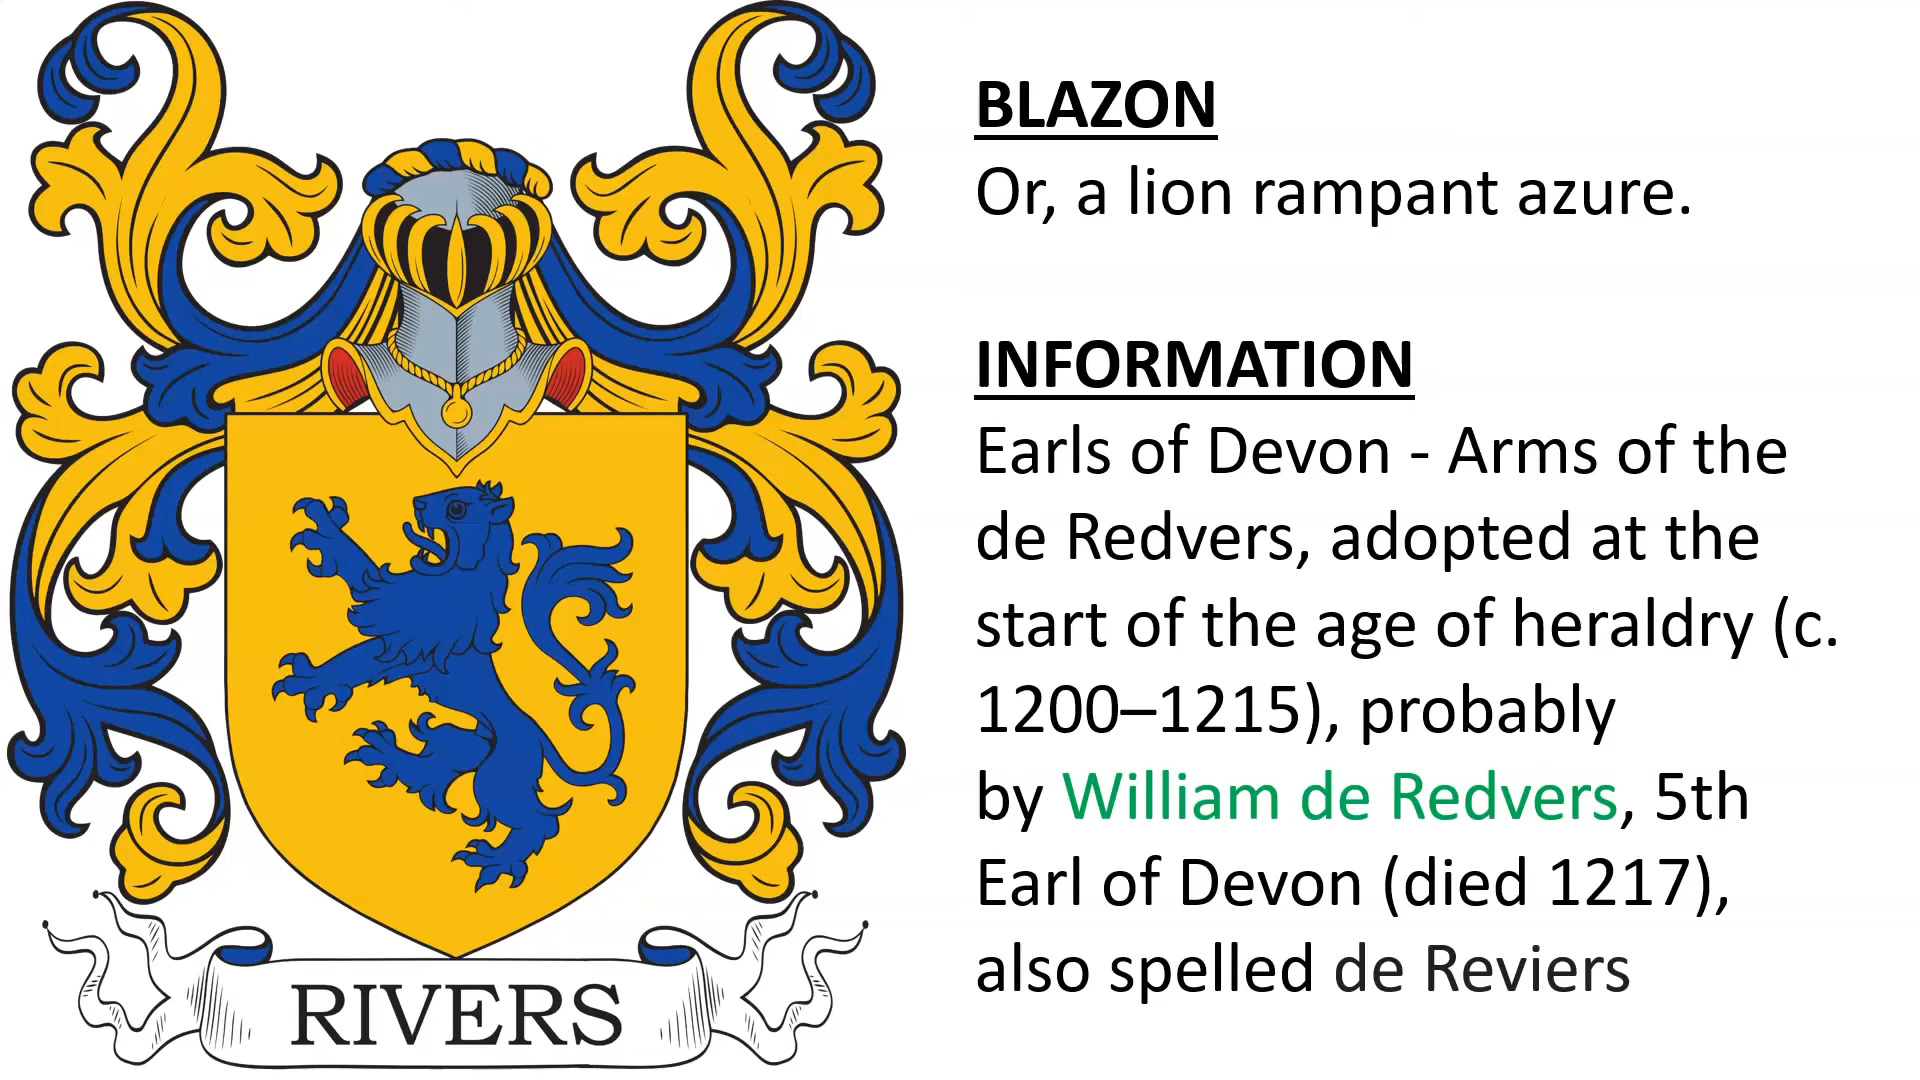 BLAZON
Or, a lion rampant azure.
INFORMATION
Earls of Devon - Arms of the
de Redvers, adopted at the
start of the age of heraldry (c.
1200–1215), probably
by William de Redvers, 5th
Earl of Devon (died 1217),
also spelled de Reviers
RIVERS